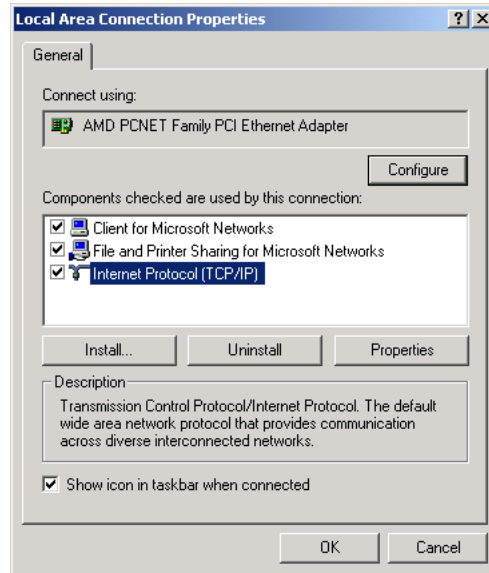 Local Area Connection Properties
General
Connect using:
AMD PCNET Family PCI Ethernet Adapter
Configure
Components checked are used by this connection:
Client for Microsoft Networks
File and Printer Sharing for Microsoft Networks
Internet Protocol (TCP/IP)
Install... Uninstall Properties
Description
Transmission Control Protocol/Internet Protocol. The default
wide area network protocol that provides communication
across diverse interconnected networks.
Show icon in taskbar when connected
OK Cancel